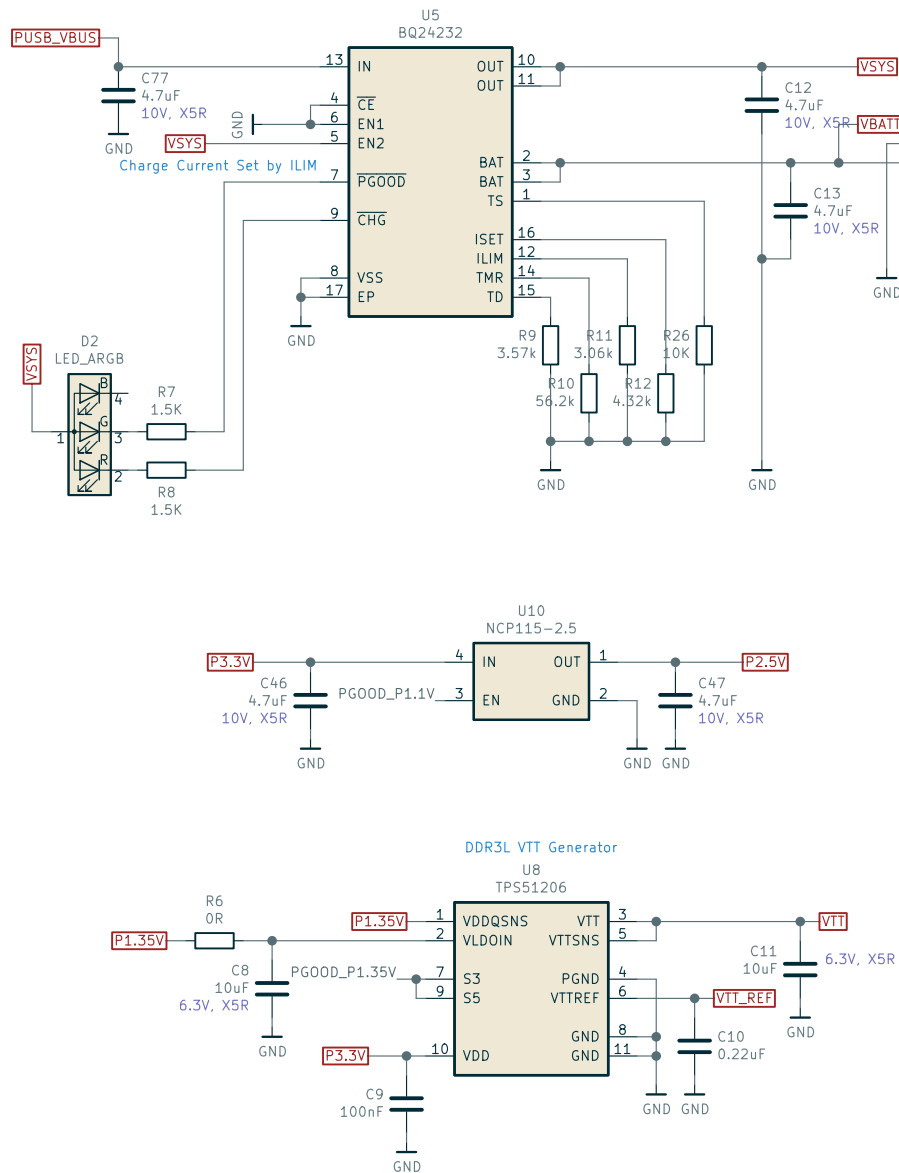 U5
BQ24232
PUSB_VBUS
13 IN
OUT 10
OUT 11
VSYS
C77
4.7uF
10V, X5R
GND
C12
4.7uF
10V, X5R
4 CE
6 EN1
5 EN2
GND
VSYS
Charge Current Set by ILIM
VBATT
BAT 2
BAT 3
TS 1
7 PGOOD
9 CHG
C13
4.7uF
10V, X5R
ISET 16
ILIM 12
TMR 14
TD 15
8 VSS
17 EP
GND
GND
R9
3.57k
R11
3.06k
R26
10K
R10
56.2k
R12
4.32k
GND
GND
D2
LED_ARGB
VSYS
B
4
G
1
3
R
2
R7
1.5K
R8
1.5K
U10
NCP115-2.5
P3.3V
4 IN
OUT 1
P2.5V
C46
4.7uF
10V, X5R
PGOOD_P1.1V
3 EN
GND 2
C47
4.7uF
10V, X5R
GND
GND
GND
DDR3L VTT Generator
U8
TPS51206
R6
0R
P1.35V
P1.35V
1 VDDQSNS
2 VLDOIN
VTT 3
VTTSNS 5
VTT
C8
10uF
6.3V, X5R
GND
PGOOD_P1.35V
7 S3
9 S5
PGND 4
VTTREF 6
VTT_REF
C11
10uF
6.3V, X5R
GND
P3.3V
10 VDD
GND 8
GND 11
C10
0.22uF
C9
100nF
GND
GND
GND